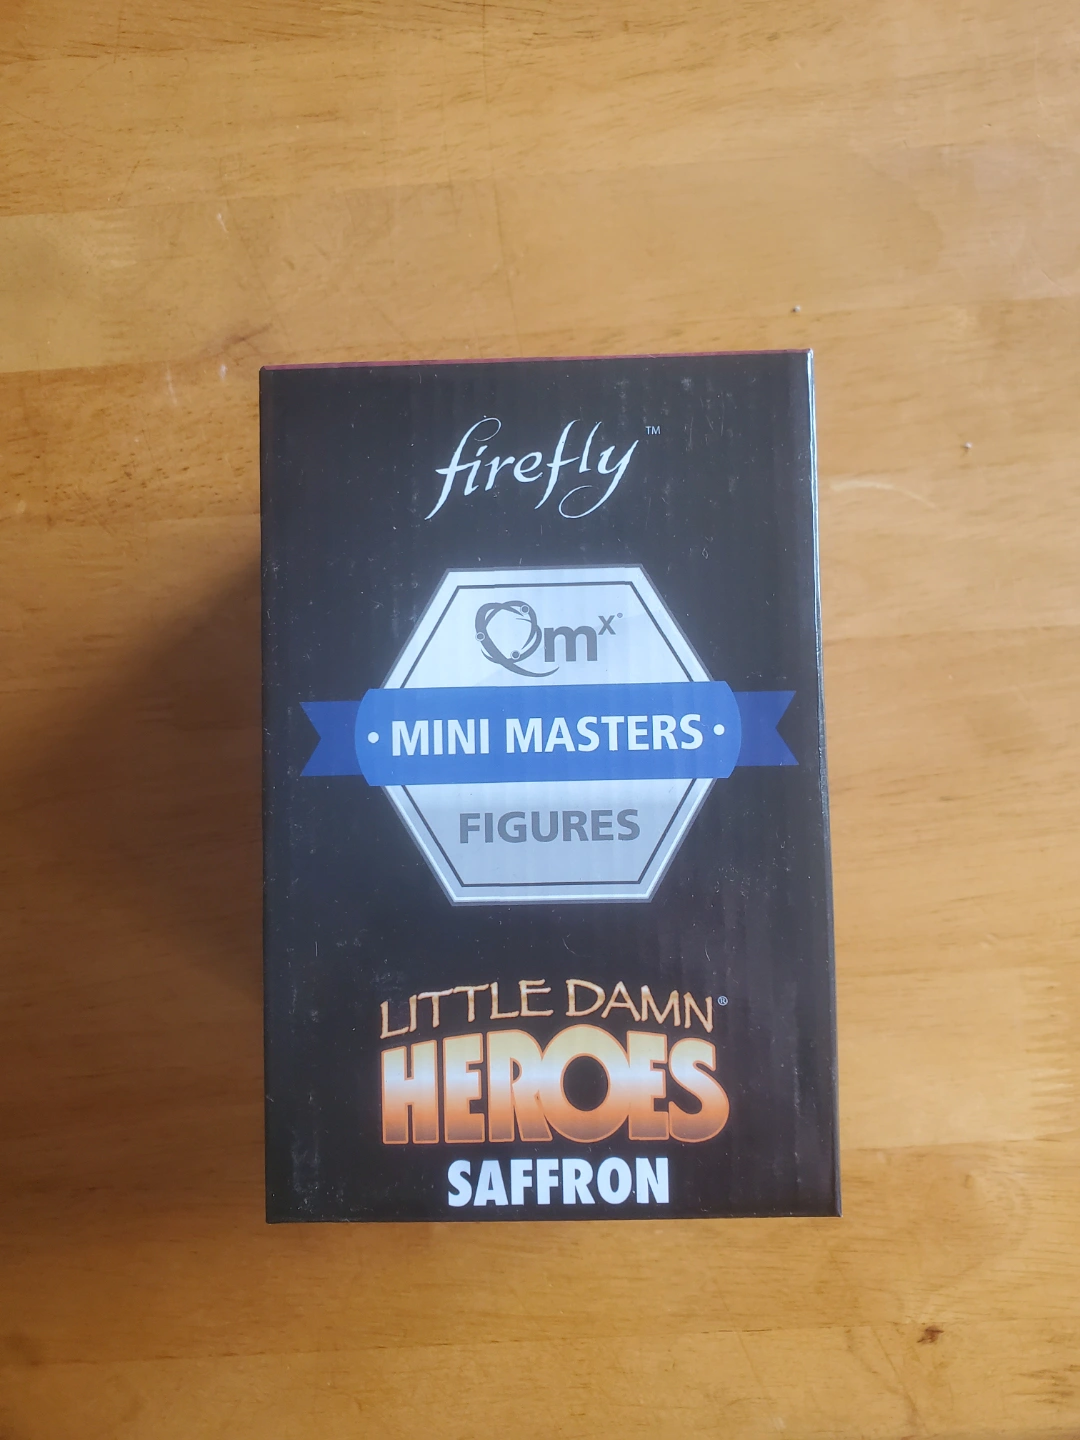 firefly™
Qmx®
• MINI MASTERS •
FIGURES
LITTLE DAMN®
HEROES
SAFFRON